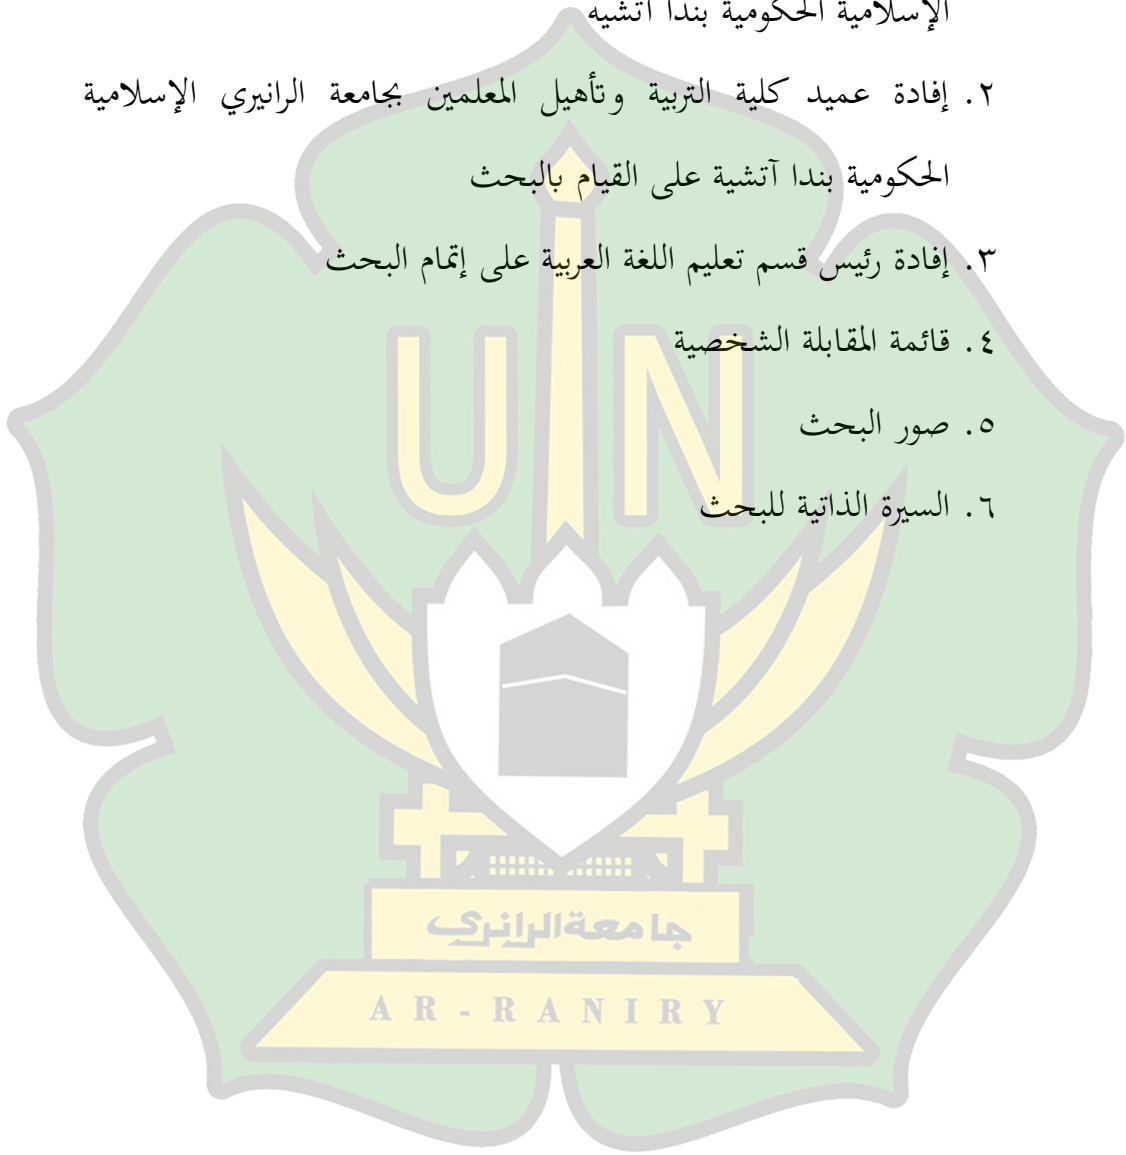 الإسلامية الحكومية بندا آتشيه
٢. إفادة عميد كلية التربية وتأهيل المعلمين بجامعة الرانيري الإسلامية
الحكومية بندا آتشية على القيام بالبحث
٣. إفادة رئيس قسم تعليم اللغة العربية على إتمام البحث
٤. قائمة المقابلة الشخصية
٥. صور البحث
٦. السيرة الذاتية للبحث
UIN
جامعة الرانري
AR-RANIRY